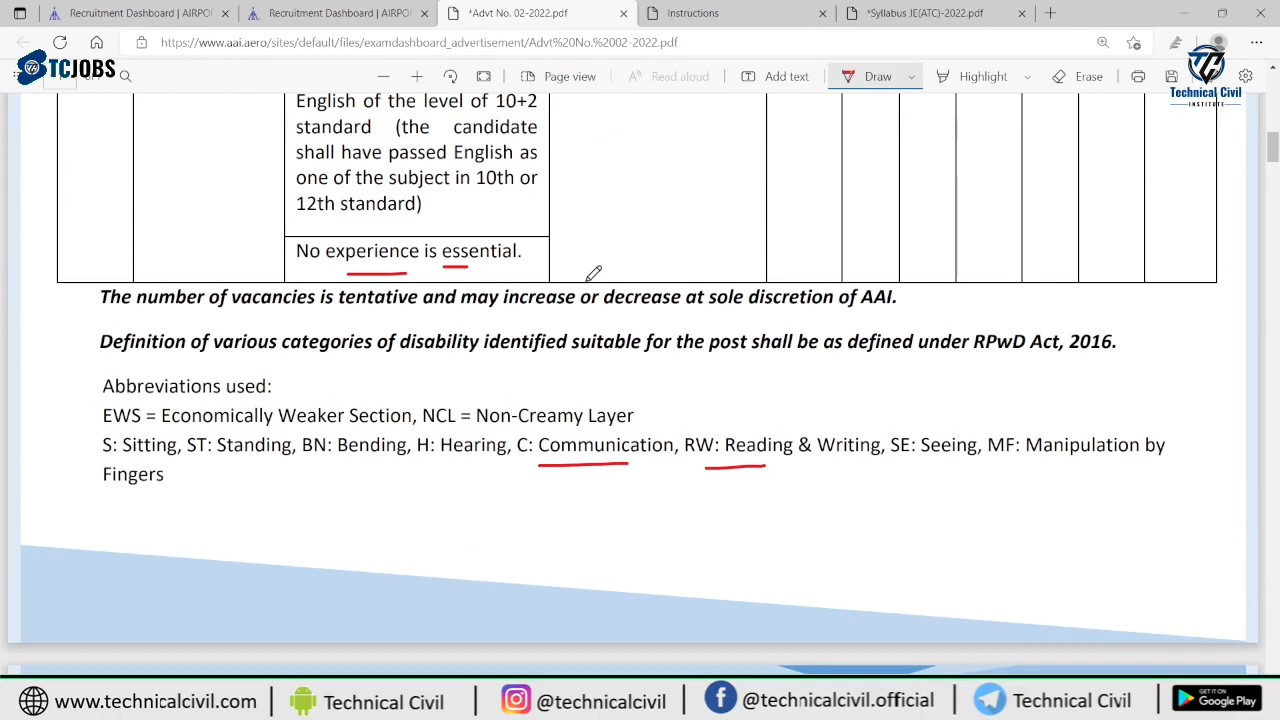 Recruitment Dashboard | AIRPO
Recruitment Dashboard | AIRPO
*Advt No. 02-2022.pdf
Instructions
*Syllabus JE(ATC)-2022.pdf
https://www.aai.aero/sites/default/files/examdashboard_advertisement/Advt%20No.%2002-2022.pdf
TCJOBS
Page view
Read aloud
Add text
Draw
Highlight
Erase
TH
Technical Civil
INSTITUTE
English of the level of 10+2
standard (the candidate
shall have passed English as
one of the subject in 10th or
12th standard)
No experience is essential.
The number of vacancies is tentative and may increase or decrease at sole discretion of AAI.
Definition of various categories of disability identified suitable for the post shall be as defined under RPwD Act, 2016.
Abbreviations used:
EWS = Economically Weaker Section, NCL = Non-Creamy Layer
S: Sitting, ST: Standing, BN: Bending, H: Hearing, C: Communication, RW: Reading & Writing, SE: Seeing, MF: Manipulation by
Fingers
www.technicalcivil.com
Technical Civil
@technicalcivil
@technicalcivil.official
Technical Civil
GET IT ON
Google Play